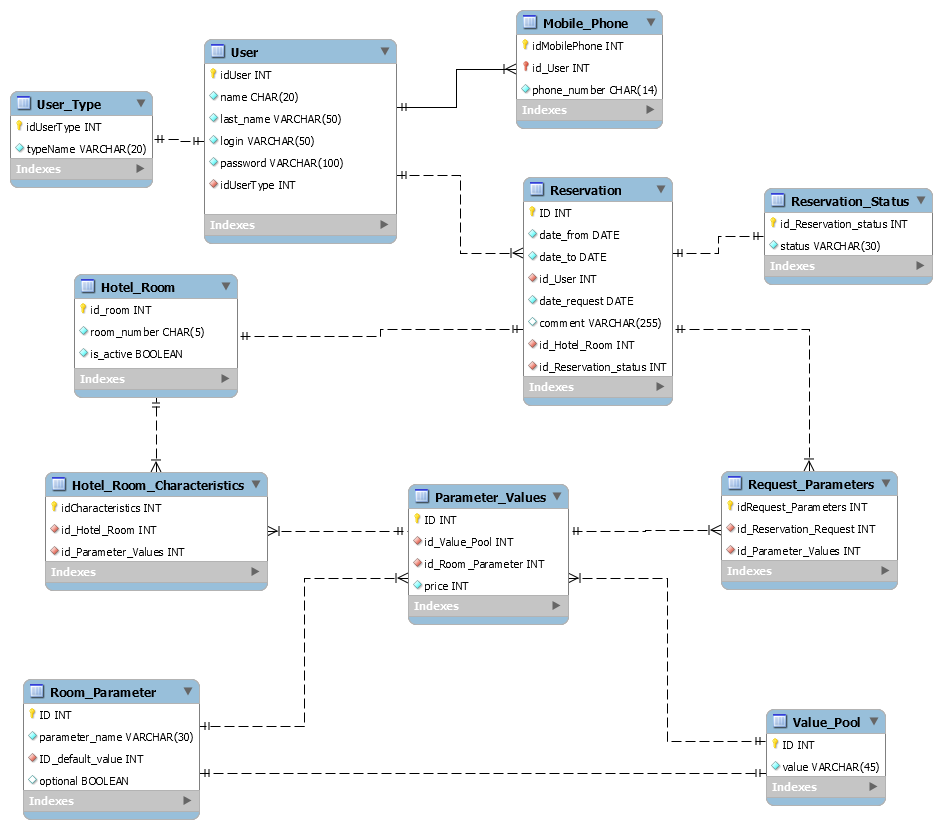 Mobile_Phone
idMobilePhone INT
id_User INT
phone_number CHAR(14)
Indexes
User
idUser INT
name CHAR(20)
last_name VARCHAR(50)
login VARCHAR(50)
password VARCHAR(100)
idUserType INT
Indexes
User_Type
idUserType INT
typeName VARCHAR(20)
Indexes
Reservation
ID INT
date_from DATE
date_to DATE
id_User INT
date_request DATE
comment VARCHAR(255)
id_Hotel_Room INT
id_Reservation_status INT
Indexes
Reservation_Status
id_Reservation_status INT
status VARCHAR(30)
Indexes
Hotel_Room
id_room INT
room_number CHAR(5)
is_active BOOLEAN
Indexes
Hotel_Room_Characteristics
idCharacteristics INT
id_Hotel_Room INT
id_Parameter_Values INT
Indexes
Parameter_Values
ID INT
id_Value_Pool INT
id_Room_Parameter INT
price INT
Indexes
Request_Parameters
idRequest_Parameters INT
id_Reservation_Request INT
id_Parameter_Values INT
Indexes
Room_Parameter
ID INT
parameter_name VARCHAR(30)
ID_default_value INT
optional BOOLEAN
Indexes
Value_Pool
ID INT
value VARCHAR(45)
Indexes